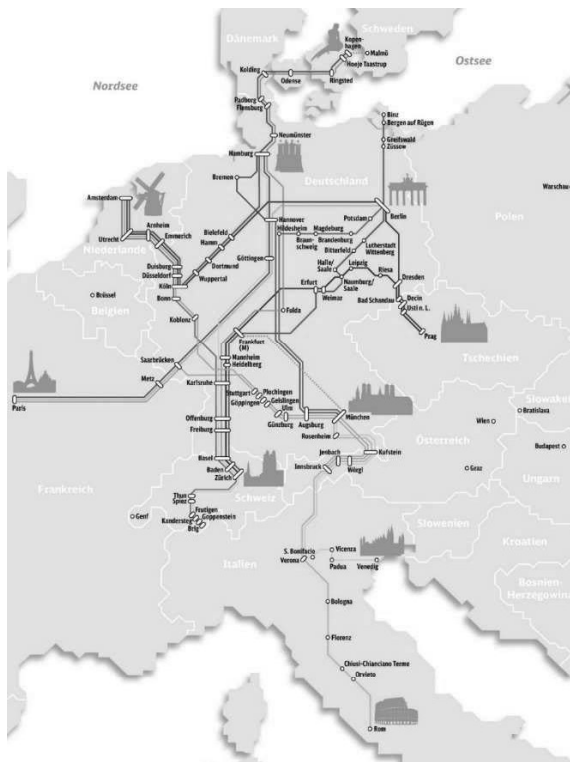 Schweden
Dänemark
Kopen-
hagen
Malmö
Hoeje Taastrup
Ostsee
Kolding
Odense
Ringsted
Nordsee
Padborg
Flensburg
Binz
Bergen auf Rügen
Neumünster
Greifswald
Züssow
Hamburg
Bremen
Deutschland
Warschau
Amsterdam
Hannover
Potsdam
Berlin
Polen
Arnheim
Emmerich
Bielefeld
Hildesheim
Magdeburg
Utrecht
Hamm
Braun-
schweig
Brandenburg
Lutherstadt
Wittenberg
Niederlande
Bitterfeld
Duisburg
Dortmund
Göttingen
Halle/
Saale
Leipzig
Düsseldorf
Wuppertal
Riesa
Dresden
Köln
Erfurt
Naumburg/
Saale
Brüssel
Bonn
Weimar
Bad Schandau
Decin
Usti n. L.
Belgien
Koblenz
Fulda
Prag
Frankfurt
(M)
Tschechien
Saarbrücken
Mannheim
Heidelberg
Metz
Karlsruhe
Paris
Stuttgart
Plochingen
Göppingen
Geislingen
Ulm
Slowakei
Offenburg
Günzburg
Augsburg
München
Wien
Bratislava
Freiburg
Rosenheim
Österreich
Budapest
Basel
Jenbach
Kufstein
Baden
Zürich
Innsbruck
Wörgl
Graz
Ungarn
Frankreich
Thun
Spiez
Schweiz
Genf
Frutigen
Kandersteg
Goppenstein
Brig
Slowenien
Kroatien
Italien
S. Bonifacio
Vicenza
Verona
Padua
Venedig
Bosnien-
Herzegowina
Bologna
Florenz
Chiusi-Chianciano Terme
Orvieto
Rom